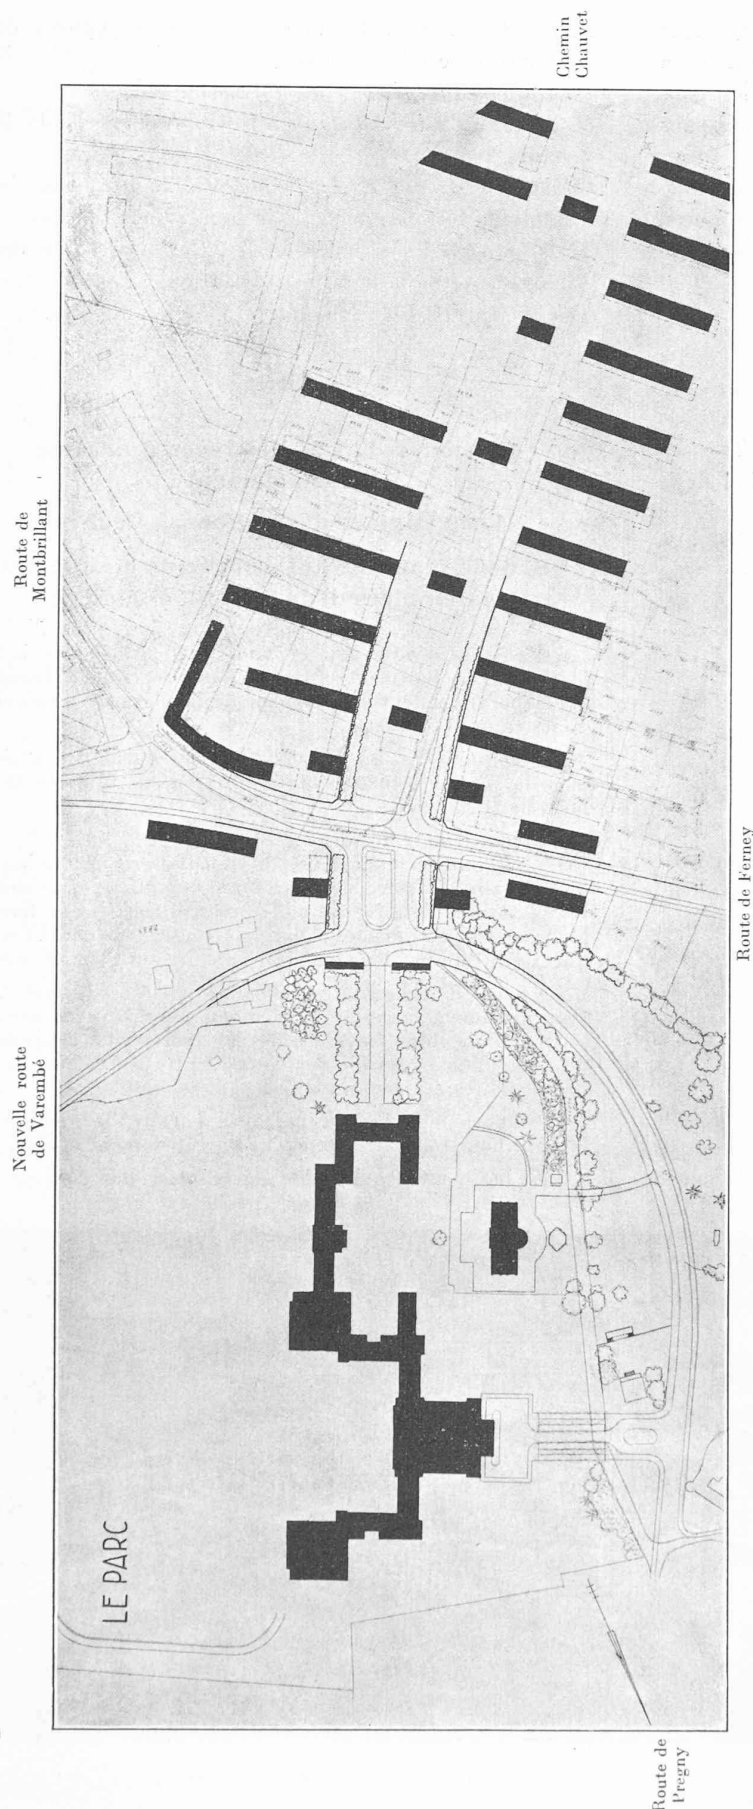 Chemin
Chauvet
Route de
Montbrillant
Nouvelle route
de Varembé
Route de Ferney
LE PARC
Route de
Pregny